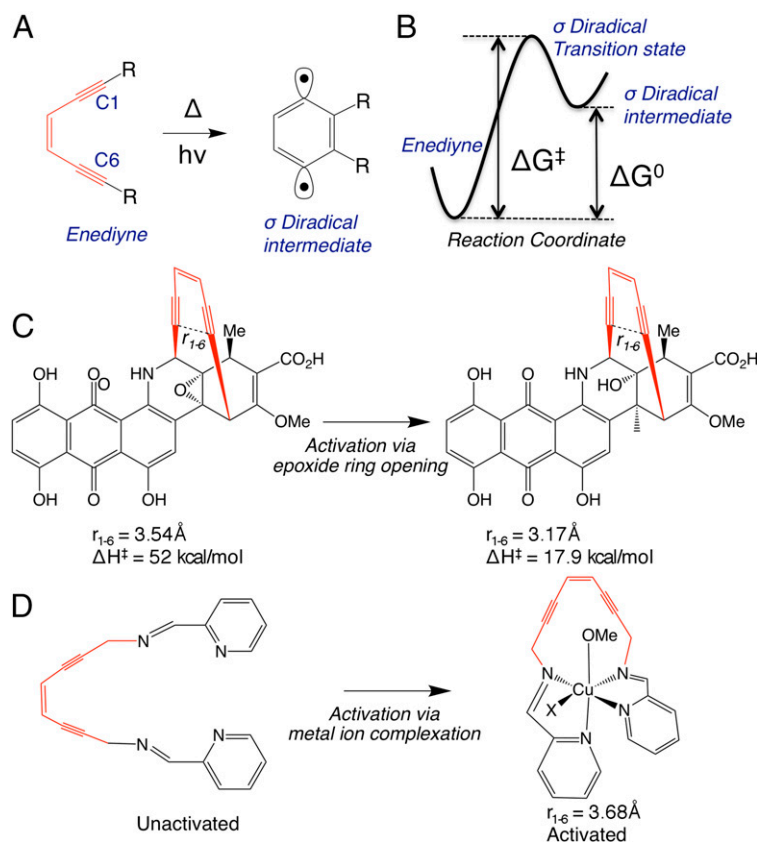 A
R
C1
C6
R
Enediyne
Δ
hν
R
R
σ Diradical
intermediate
B
σ Diradical
Transition state
σ Diradical
intermediate
Enediyne
ΔG‡
ΔG⁰
Reaction Coordinate
C
r1-6
Me
CO₂H
HN
O
OMe
OH
O
O
OH
O
OH
r₁₋₆ = 3.54Å
ΔH‡ = 52 kcal/mol
Activation via
epoxide ring opening
r1-6
Me
CO₂H
HN
HO
OMe
OH
O
OH
O
OH
r₁₋₆ = 3.17Å
ΔH‡ = 17.9 kcal/mol
D
N
N
N
N
Unactivated
Activation via
metal ion complexation
OMe
N
N
Cu
X
N
N
r₁₋₆ = 3.68Å
Activated